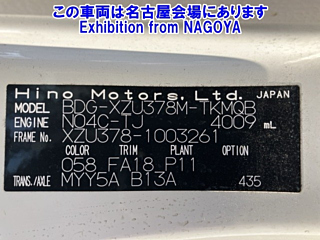 この車両は名古屋会場にあります
Exhibition from NAGOYA
Hino Motors, Ltd. JAPAN
MODEL BDG-XZU378M-TKMQB
ENGINE N04C-TJ 4009 mL
FRAME No. XZU378-1003261
COLOR TRIM PLANT OPTION
058 FA18 P11
TRANS./AXLE MYY5A B13A 435